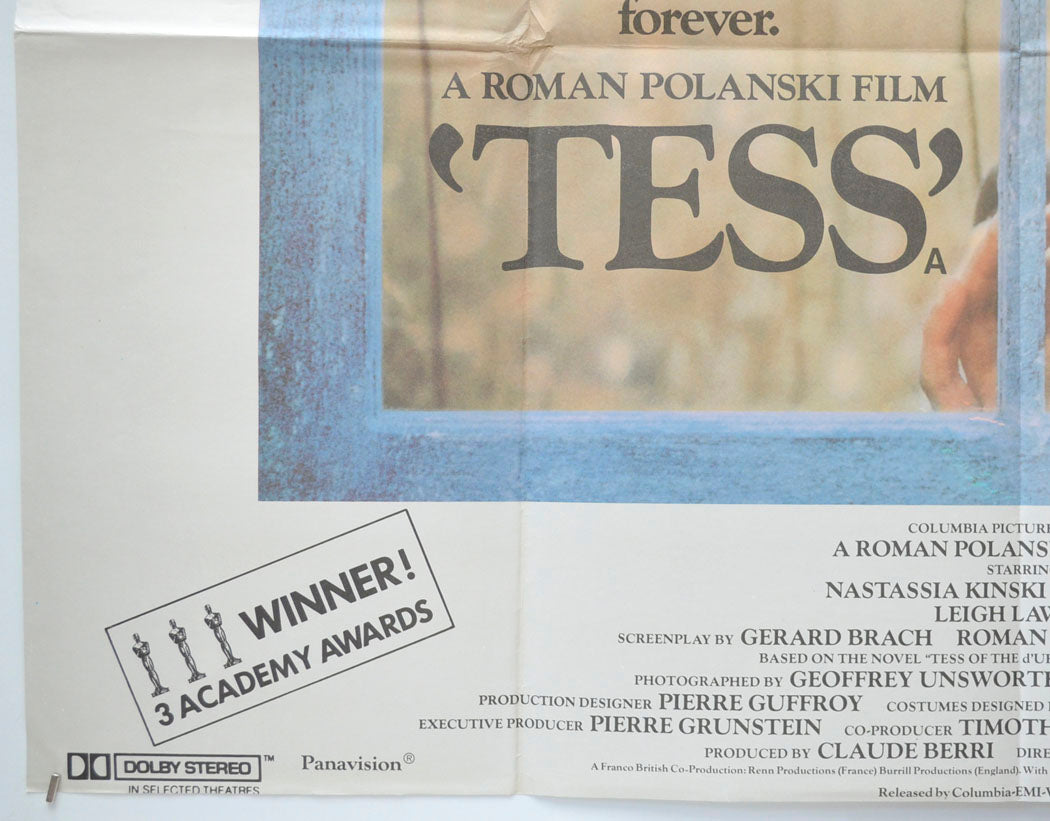 forever.
A ROMAN POLANSKI FILM
‘TESS’
A
COLUMBIA PICTURE
A ROMAN POLANS
STARRIN
NASTASSIA KINSKI
LEIGH LAW
SCREENPLAY BY GERARD BRACH ROMAN
BASED ON THE NOVEL “TESS OF THE d’UR
PHOTOGRAPHED BY GEOFFREY UNSWORTH
PRODUCTION DESIGNER PIERRE GUFFROY COSTUMES DESIGNED
EXECUTIVE PRODUCER PIERRE GRUNSTEIN CO-PRODUCER TIMOTH
PRODUCED BY CLAUDE BERRI DIRE
A Franco British Co-Production: Renn Productions (France) Burrill Productions (England). With
Released by Columbia-EMI-W
WINNER!
3 ACADEMY AWARDS
DOLBY STEREO™ Panavision®
IN SELECTED THEATRES